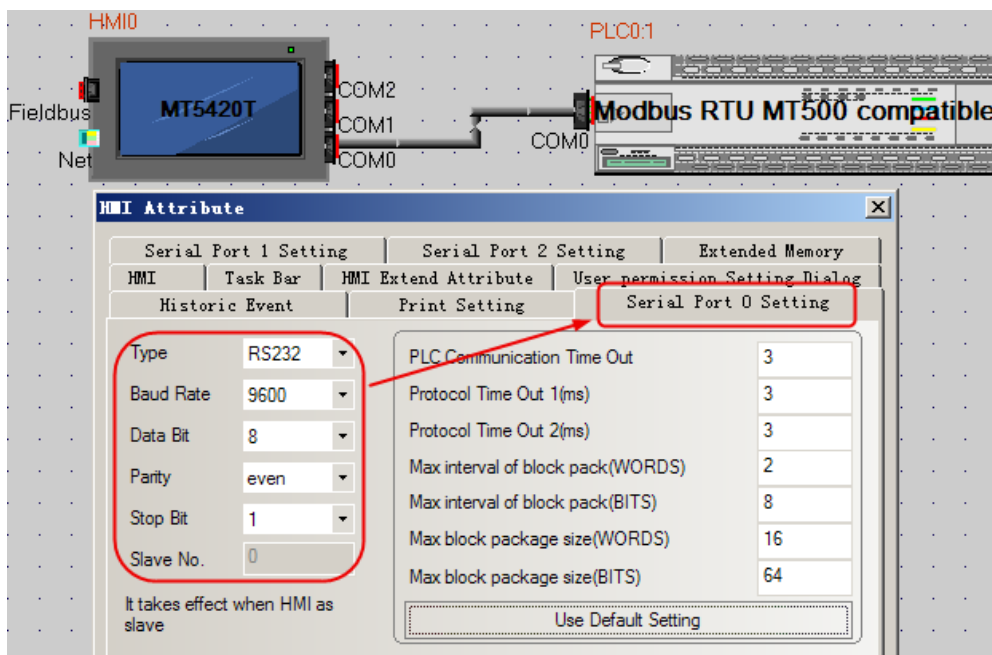 HMI0
PLC0:1
COM2
Fieldbus
MT5420T
Modbus RTU MT500 compatible
COM1
COM0
Net
COM0
HMI Attribute
Serial Port 1 Setting
Serial Port 2 Setting
Extended Memory
HMI
Task Bar
HMI Extend Attribute
User permission Setting Dialog
Historic Event
Print Setting
Serial Port 0 Setting
Type RS232
Baud Rate 9600
Data Bit 8
Parity even
Stop Bit 1
Slave No. 0
It takes effect when HMI as
slave
PLC Communication Time Out 3
Protocol Time Out 1(ms) 3
Protocol Time Out 2(ms) 3
Max interval of block pack(WORDS) 2
Max interval of block pack(BITS) 8
Max block package size(WORDS) 16
Max block package size(BITS) 64
Use Default Setting